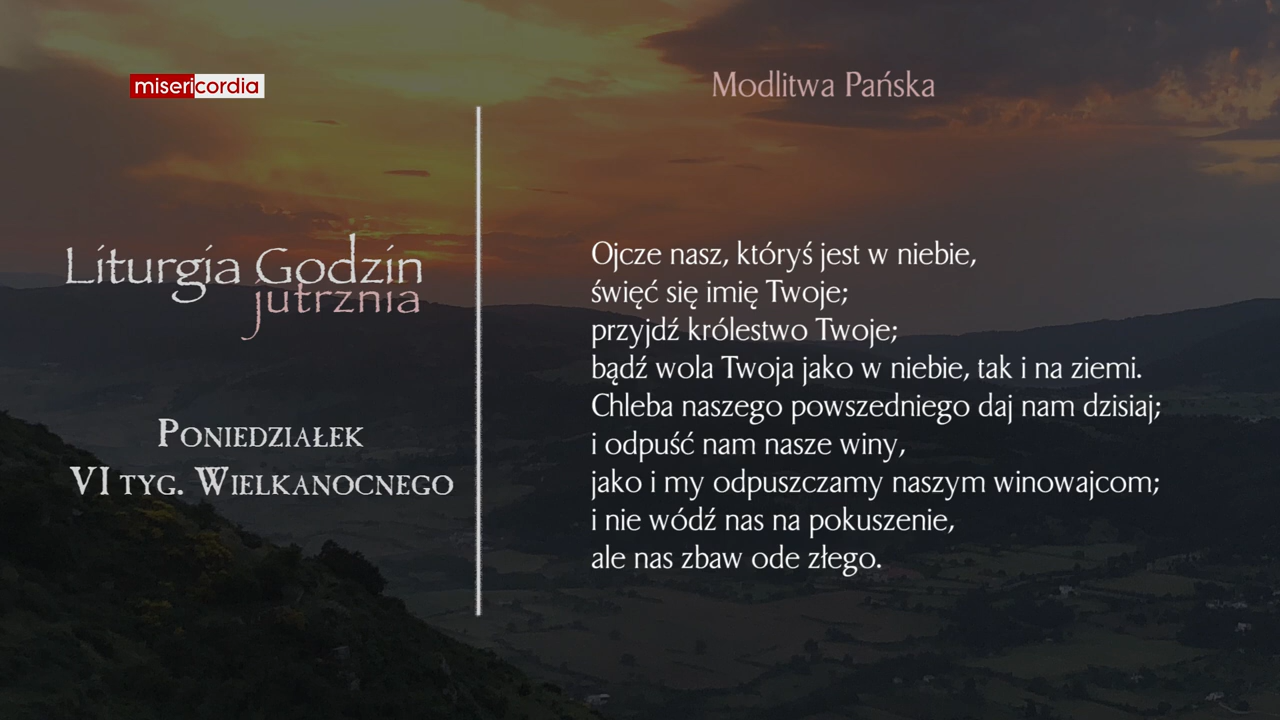 misericordia
Liturgia Godzin
jutrznia
Poniedziałek
VI tyg. Wielkanocnego
Modlitwa Pańska
Ojcze nasz, któryś jest w niebie,
święć się imię Twoje;
przyjdź królestwo Twoje;
bądź wola Twoja jako w niebie, tak i na ziemi.
Chleba naszego powszedniego daj nam dzisiaj;
i odpuść nam nasze winy,
jako i my odpuszczamy naszym winowajcom;
i nie wódź nas na pokuszenie,
ale nas zbaw ode złego.